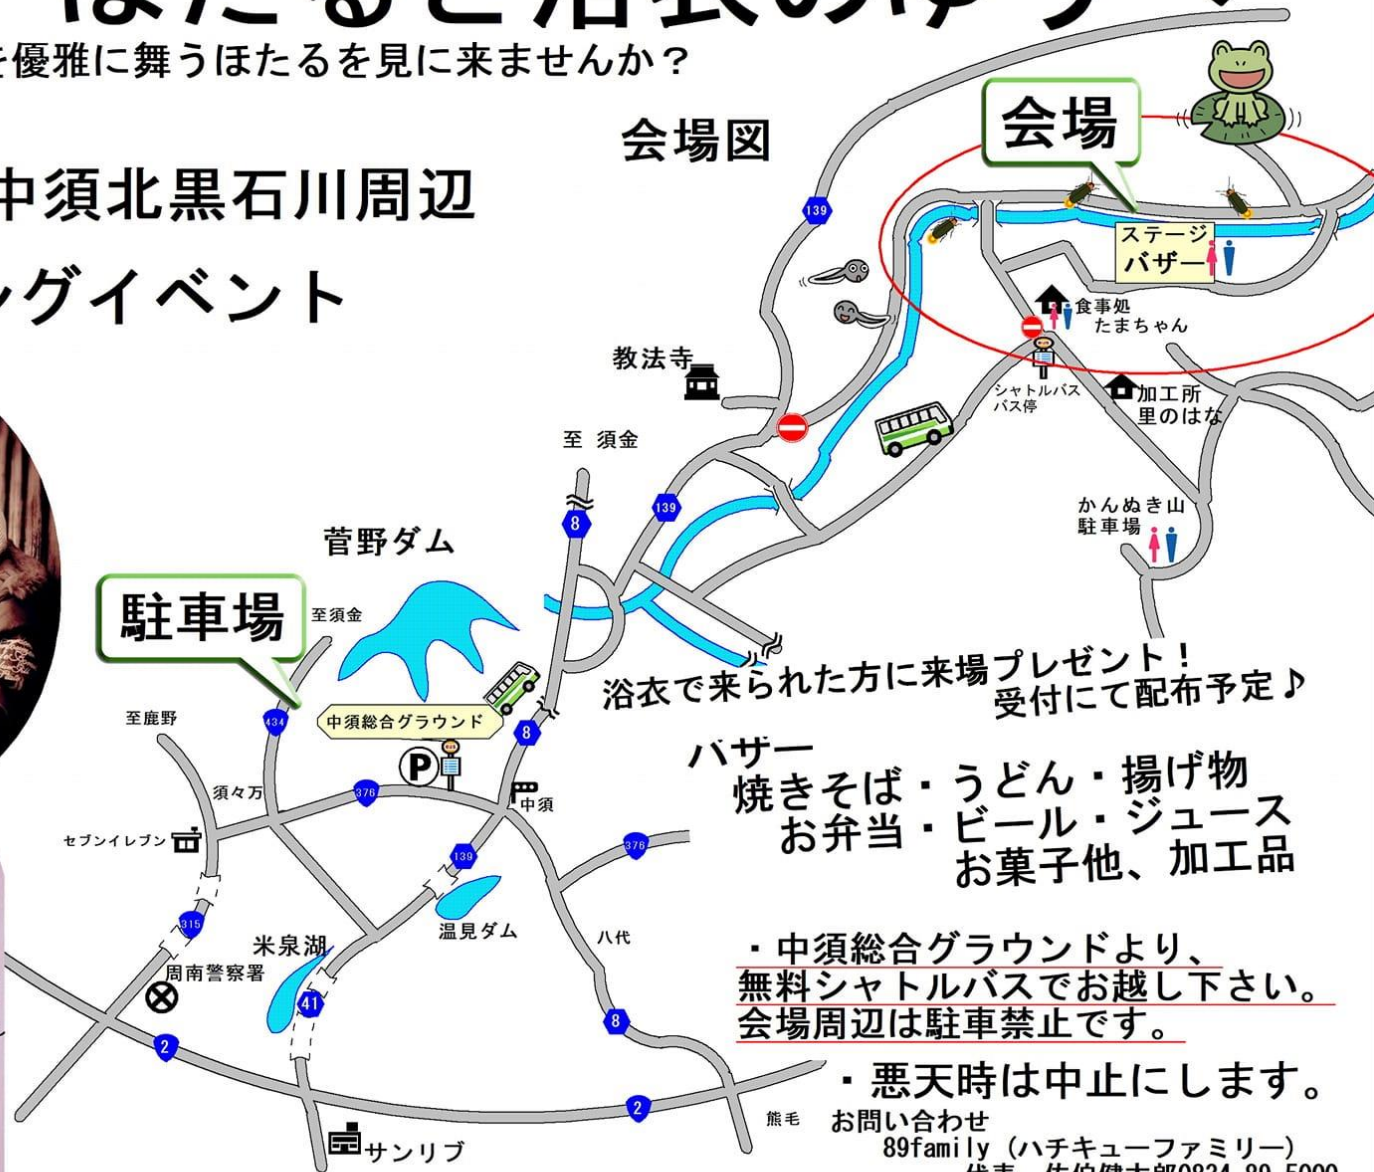 ほたると浴衣のゆうべ
を優雅に舞うほたるを見に来ませんか？
会場
会場図
中須北黒石川周辺
139
ステージ
バザー
ングイベント
食事処
たまちゃん
教法寺
シャトルバス
バス停
加工所
里のはな
至 須金
139
8
かんぬき山
駐車場
菅野ダム
駐車場
至須金
浴衣で来られた方に来場プレゼント！
受付にて配布予定♪
至鹿野
434
中須総合グラウンド
8
バザー
P
焼きそば・うどん・揚げ物
須々万
376
中須
お弁当・ビール・ジュース
セブンイレブン
139
376
お菓子他、加工品
315
米泉湖
温見ダム
八代
・中須総合グラウンドより、
周南警察署
無料シャトルバスでお越し下さい。
41
8
会場周辺は駐車禁止です。
2
・悪天時は中止にします。
2
熊毛
お問い合わせ
サンリブ
89family（ハチキューファミリー）